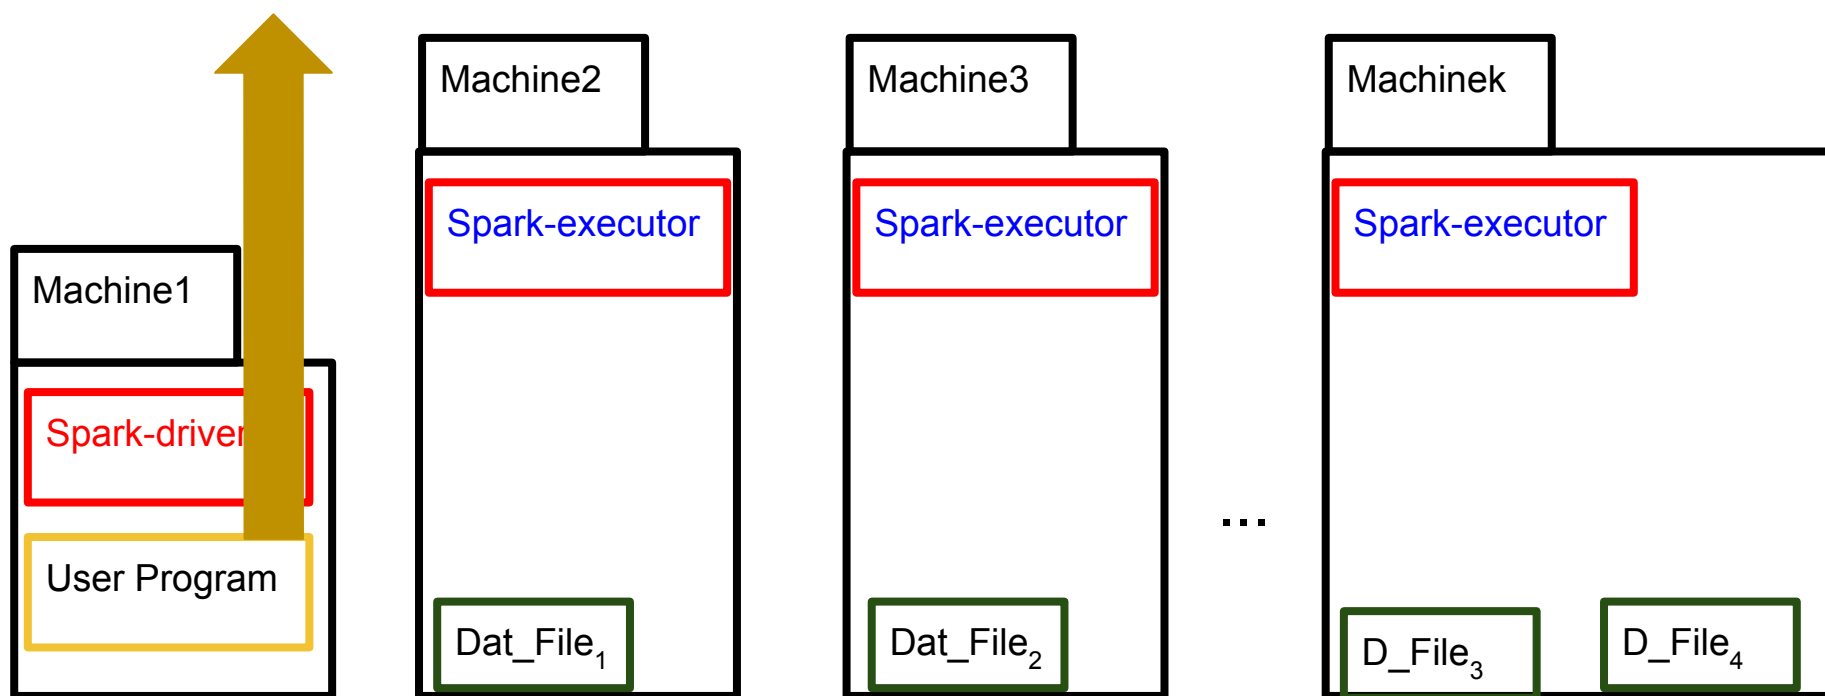 Machine1
Spark-driver
User Program
Machine2
Spark-executor
Dat_File₁
Machine3
Spark-executor
Dat_File₂
...
Machinek
Spark-executor
D_File₃
D_File₄